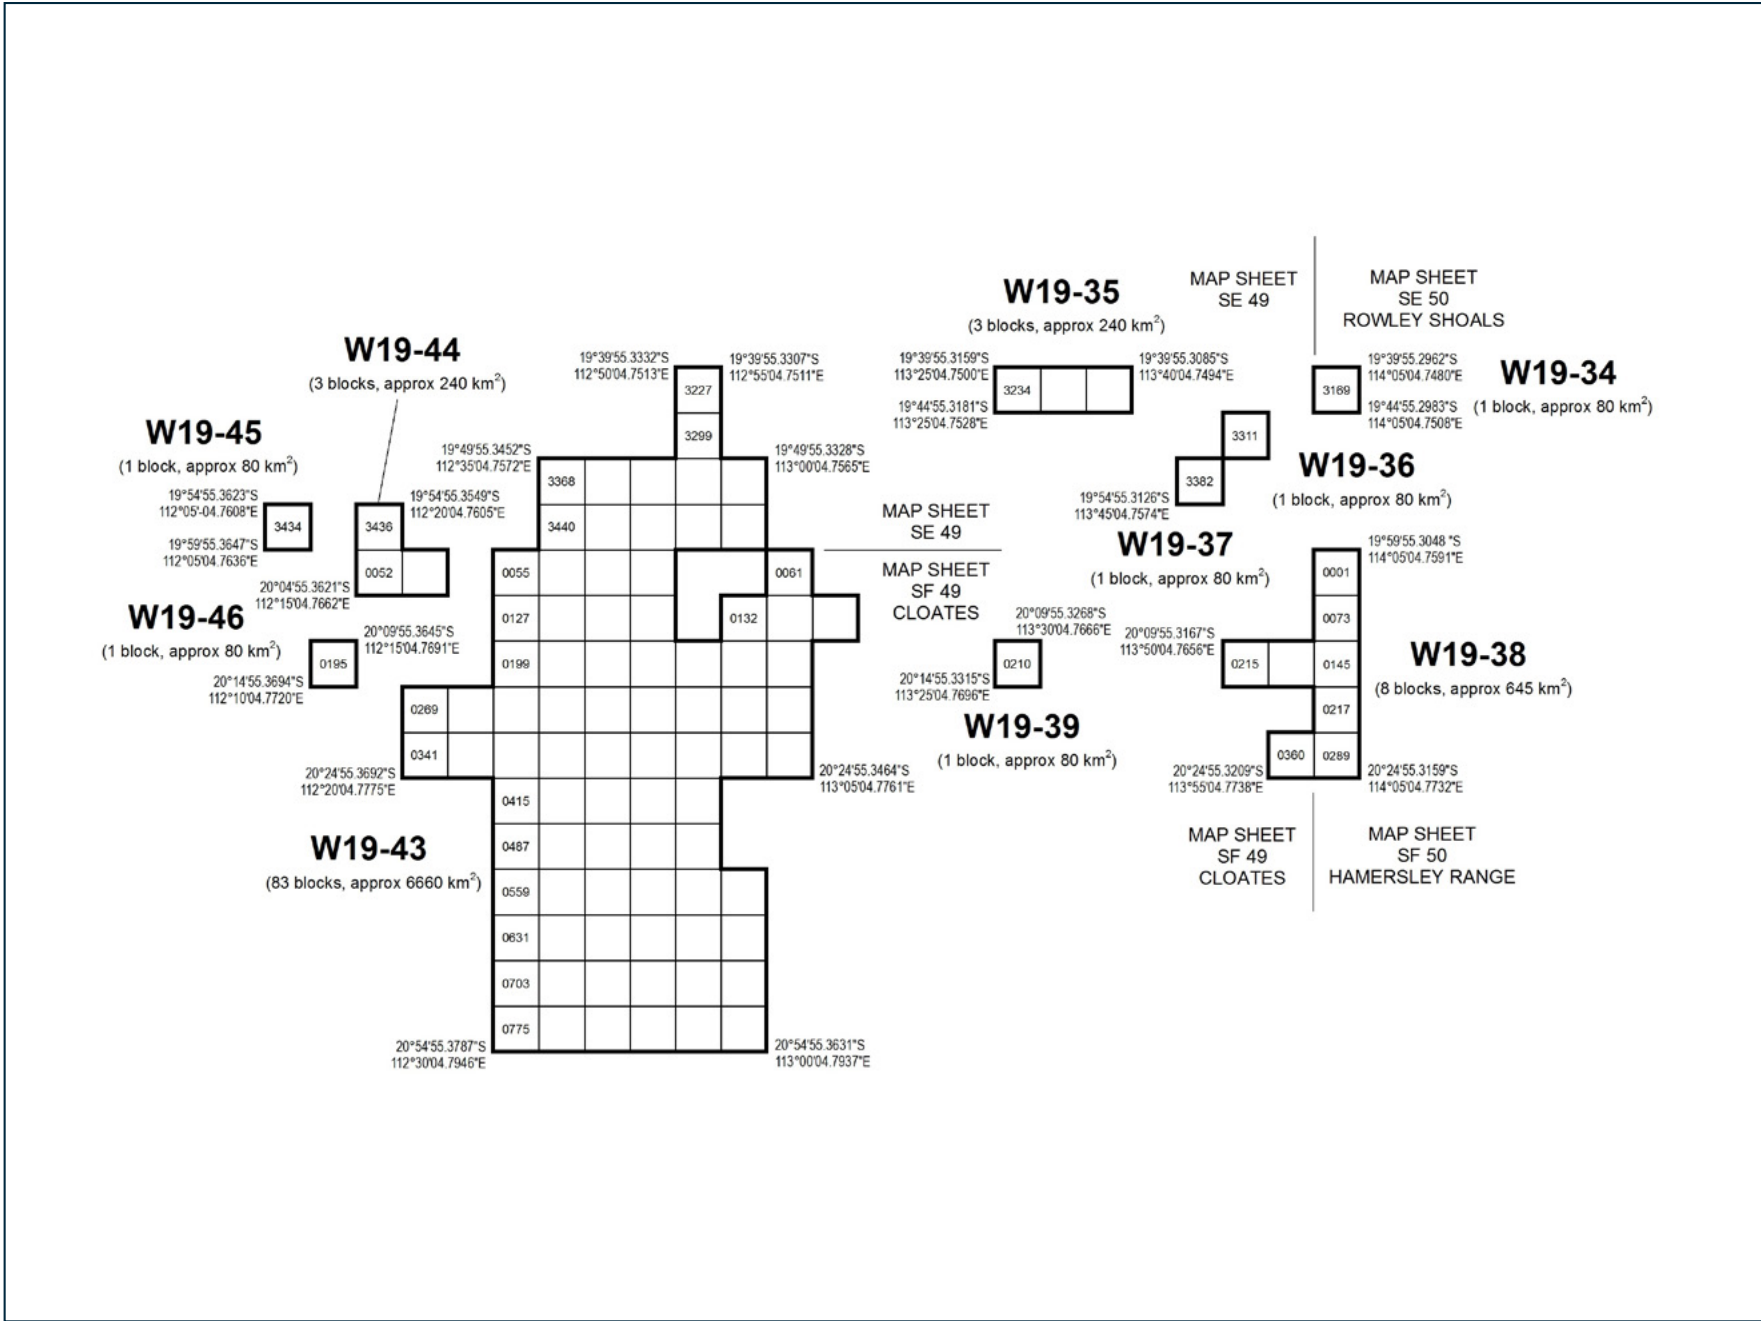 MAP SHEET
SE 49
MAP SHEET
SE 50
ROWLEY SHOALS
W19-35
(3 blocks, approx 240 km²)
19°39'55.3159"S
113°25'04.7500"E
19°39'55.3085"S
113°40'04.7494"E
19°44'55.3181"S
113°25'04.7528"E
3234
19°39'55.2962"S
114°05'04.7480"E
3169
19°44'55.2983"S
114°05'04.7508"E
W19-34
(1 block, approx 80 km²)
W19-44
(3 blocks, approx 240 km²)
19°39'55.3332"S
112°50'04.7513"E
19°39'55.3307"S
112°55'04.7511"E
3227
3299
3311
3382
W19-36
(1 block, approx 80 km²)
19°54'55.3126"S
113°45'04.7574"E
W19-37
(1 block, approx 80 km²)
W19-45
(1 block, approx 80 km²)
19°54'55.3623"S
112°05'-04.7608"E
3434
19°59'55.3647"S
112°05'04.7636"E
19°54'55.3549"S
112°20'04.7605"E
3436
0052
20°04'55.3621"S
112°15'04.7662"E
19°49'55.3452"S
112°35'04.7572"E
19°49'55.3328"S
113°00'04.7565"E
3368
3440
MAP SHEET
SE 49
MAP SHEET
SF 49
CLOATES
0055
0061
0127
0132
0199
W19-46
(1 block, approx 80 km²)
20°09'55.3645"S
112°15'04.7691"E
0195
20°14'55.3694"S
112°10'04.7720"E
0269
0341
20°24'55.3692"S
112°20'04.7775"E
20°24'55.3464"S
113°05'04.7761"E
20°09'55.3268"S
113°30'04.7666"E
0210
20°14'55.3315"S
113°25'04.7696"E
W19-39
(1 block, approx 80 km²)
19°59'55.3048 "S
114°05'04.7591"E
0001
0073
20°09'55.3167"S
113°50'04.7656"E
0215
0145
0217
0360
0289
W19-38
(8 blocks, approx 645 km²)
20°24'55.3209"S
113°55'04.7738"E
20°24'55.3159"S
114°05'04.7732"E
MAP SHEET
SF 49
CLOATES
MAP SHEET
SF 50
HAMERSLEY RANGE
W19-43
(83 blocks, approx 6660 km²)
0415
0487
0559
0631
0703
0775
20°54'55.3787"S
112°30'04.7946"E
20°54'55.3631"S
113°00'04.7937"E